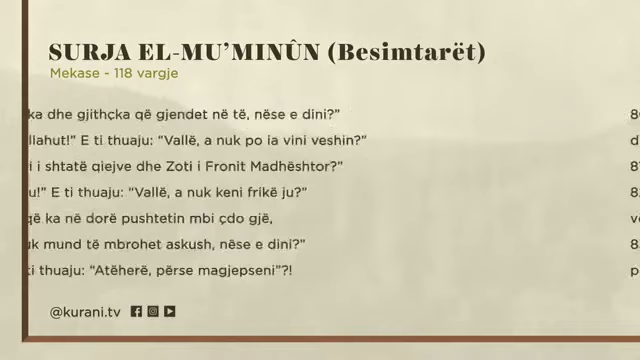 SURJA EL-MU’MINÛN (Besimtarët)
Mekase - 118 vargje
ka dhe gjithçka që gjendet në të, nëse e dini?”
llahut!” E ti thuaju: “Vallë, a nuk po ia vini veshin?”
i i shtatë qiejve dhe Zoti i Fronit Madhështor?”
u!” E ti thuaju: “Vallë, a nuk keni frikë ju?”
që ka në dorë pushtetin mbi çdo gjë,
uk mund të mbrohet askush, nëse e dini?”
ti thuaju: “Atëherë, përse magjepseni”?!
@kurani.tv